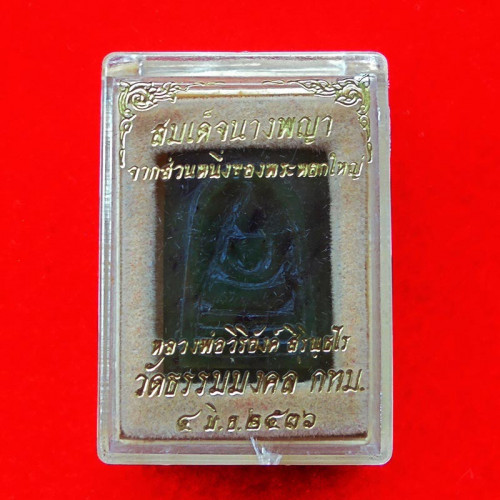 สมเด็จนางพญา
จากส่วนหนึ่งของพระหยกใหญ่
หลวงพ่อวิริยังค์ สิรินฺธโร
วัดธรรมมงคล กทม.
๔ มิ.ย.๒๕๓๖